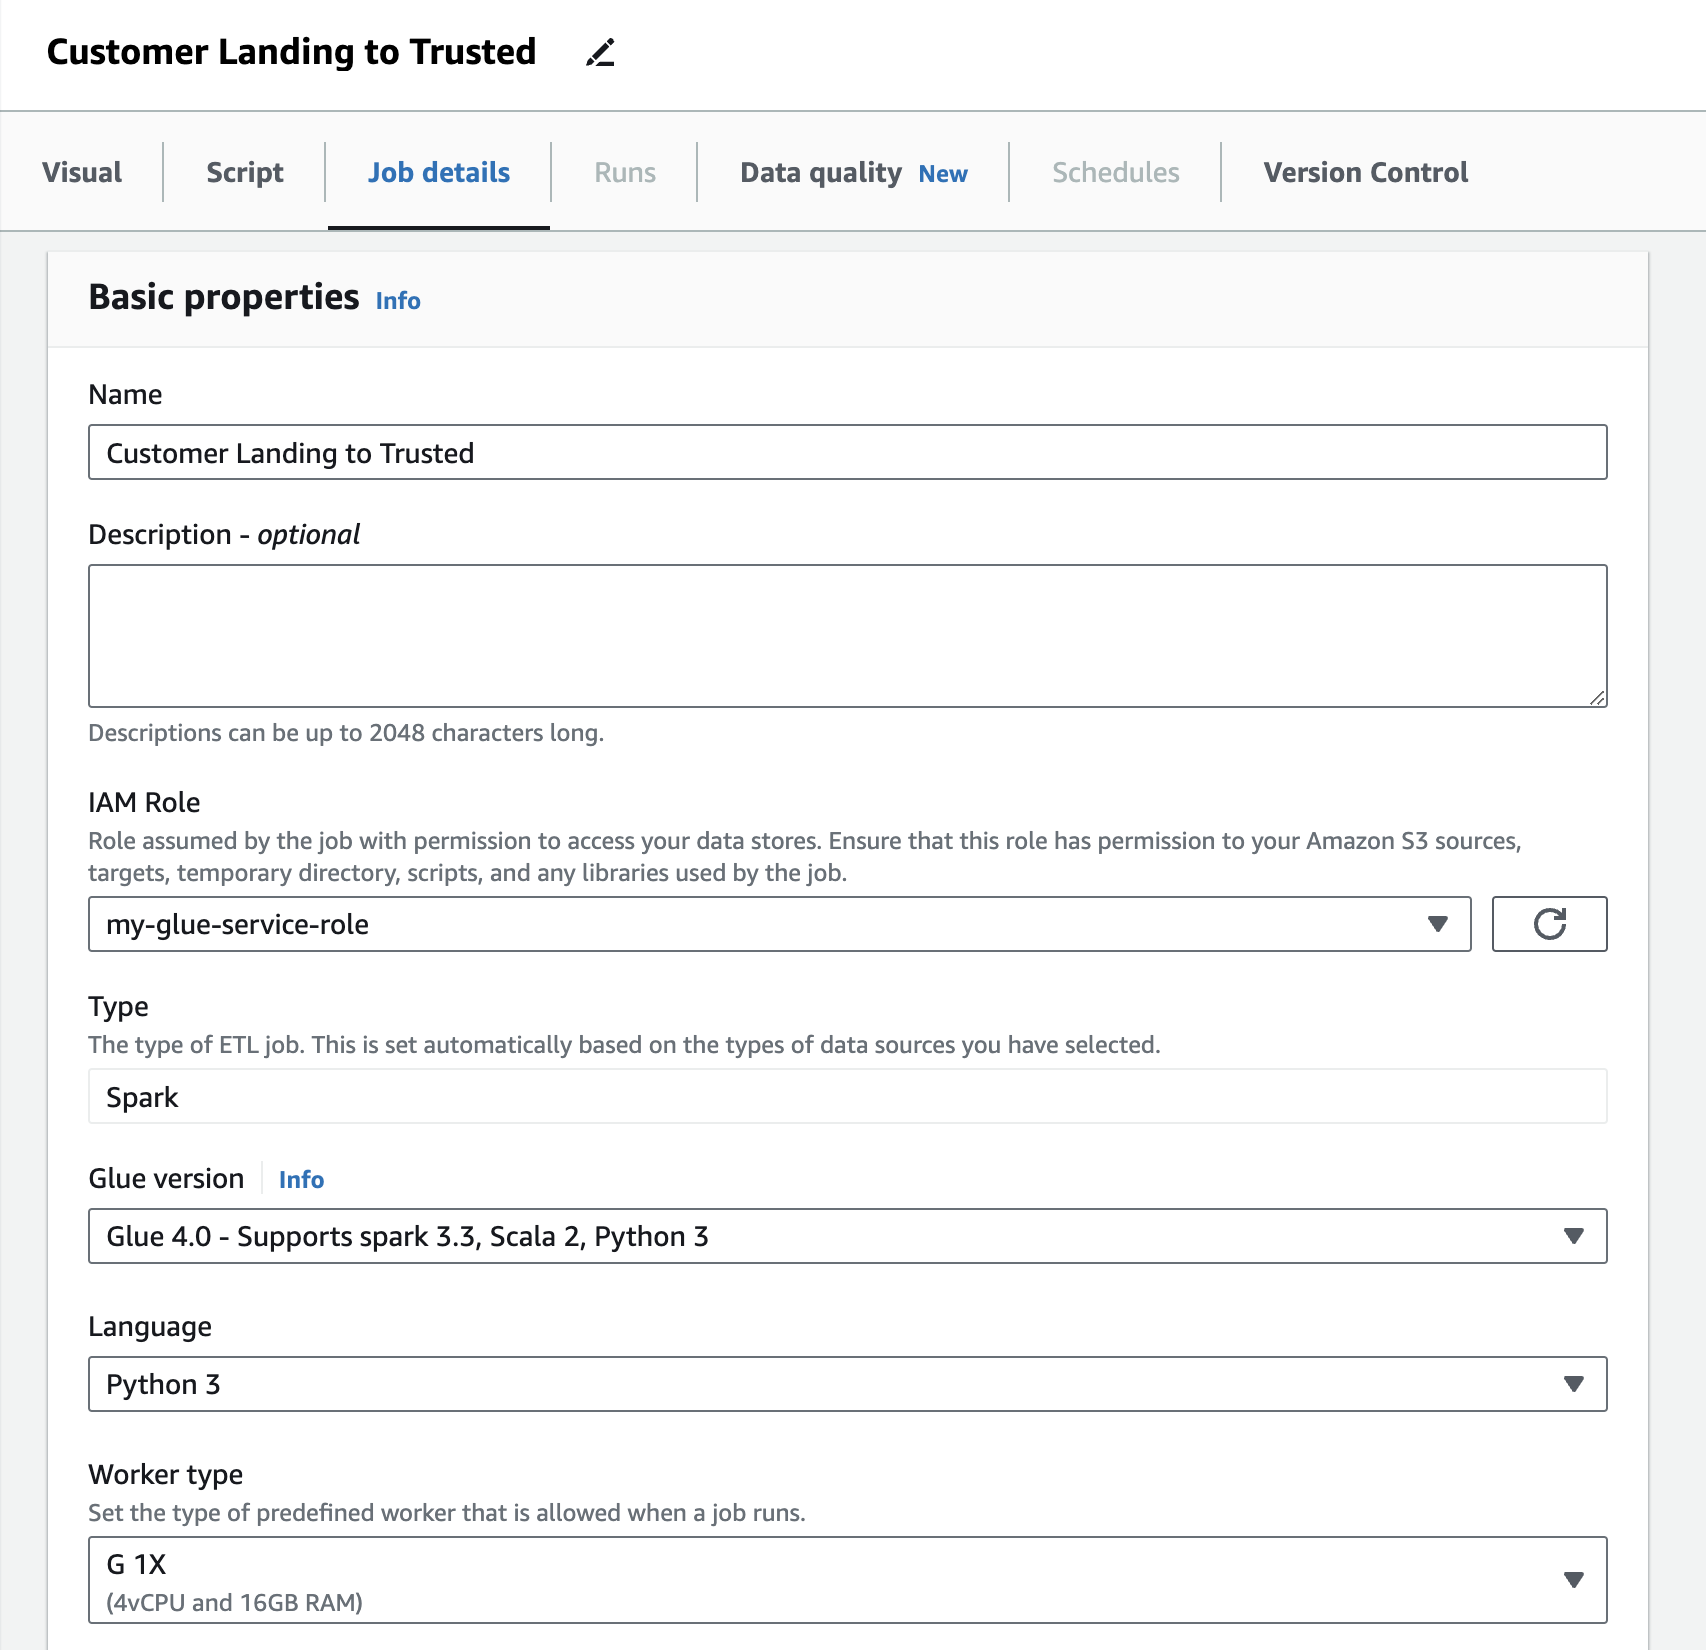 Customer Landing to Trusted
Visual Script Job details Runs Data quality New Schedules Version Control
Basic properties Info
Name
Customer Landing to Trusted
Description - optional
Descriptions can be up to 2048 characters long.
IAM Role
Role assumed by the job with permission to access your data stores. Ensure that this role has permission to your Amazon S3 sources,
targets, temporary directory, scripts, and any libraries used by the job.
my-glue-service-role
Type
The type of ETL job. This is set automatically based on the types of data sources you have selected.
Spark
Glue version Info
Glue 4.0 - Supports spark 3.3, Scala 2, Python 3
Language
Python 3
Worker type
Set the type of predefined worker that is allowed when a job runs.
G 1X
(4vCPU and 16GB RAM)